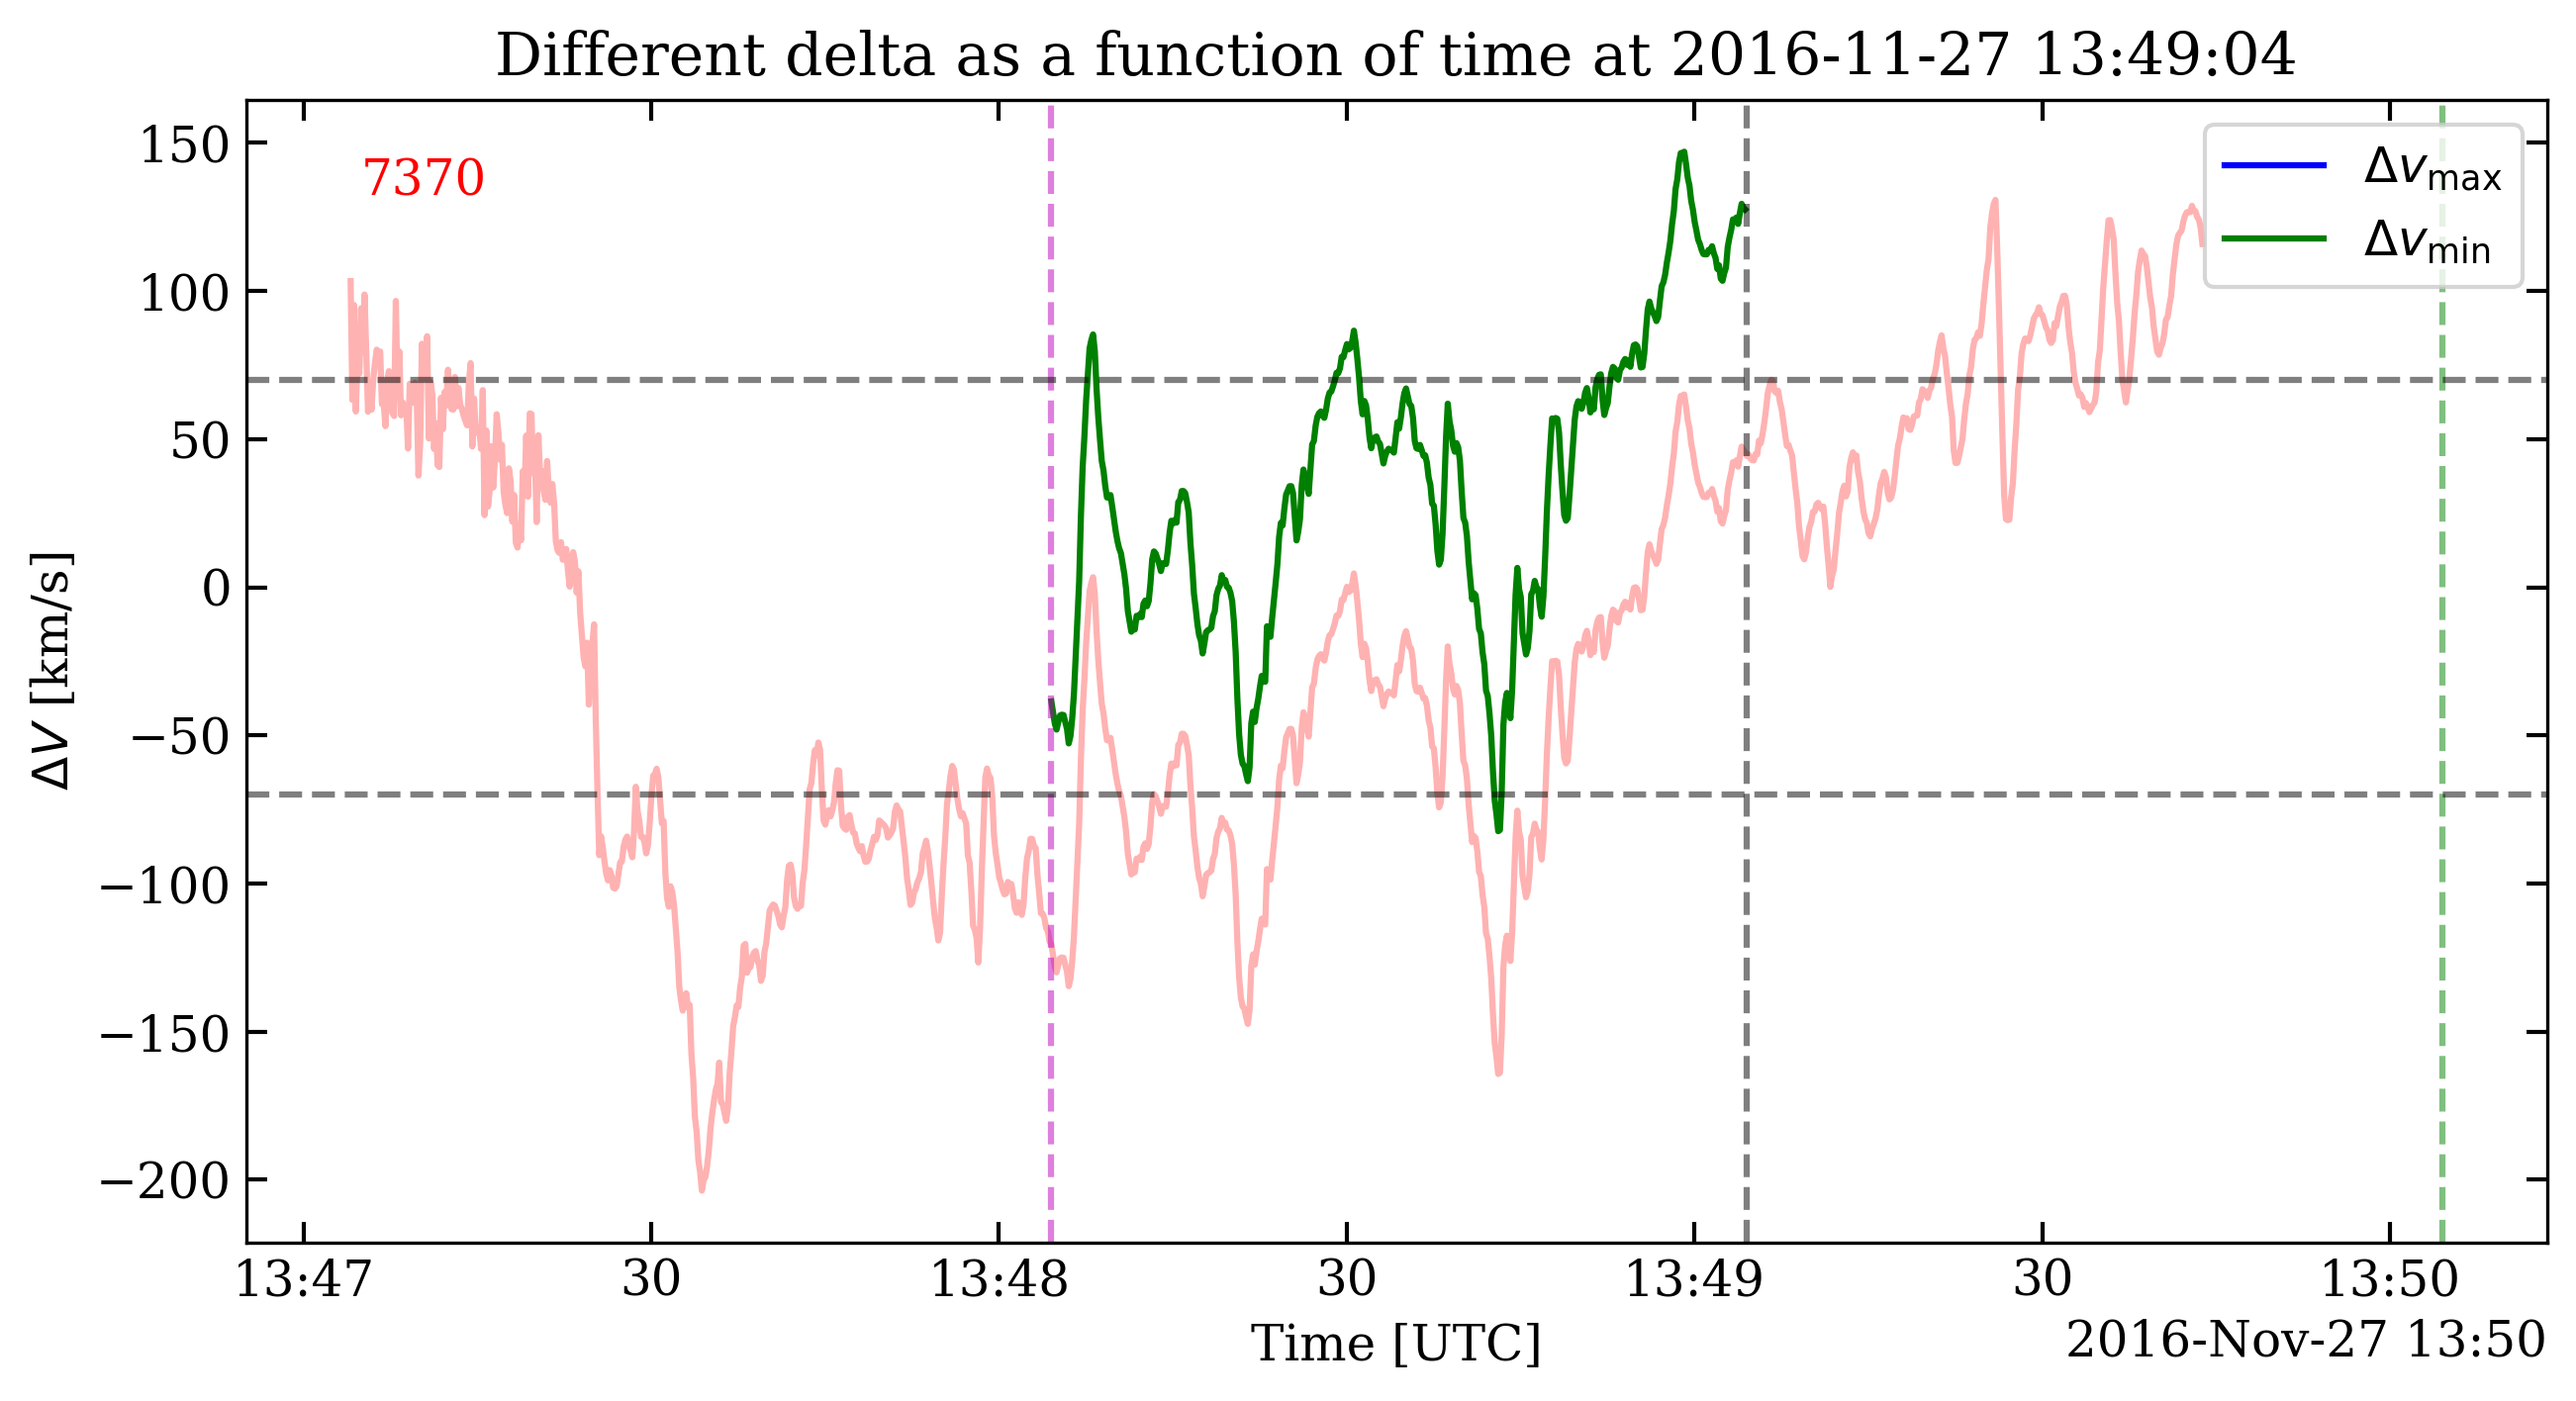 Different delta as a function of time at 2016-11-27 13:49:04
7370
Δv_max
Δv_min
150
100
50
0
−50
−100
−150
−200
ΔV [km/s]
13:47 30 13:48 30 13:49 30 13:50
Time [UTC]
2016-Nov-27 13:50